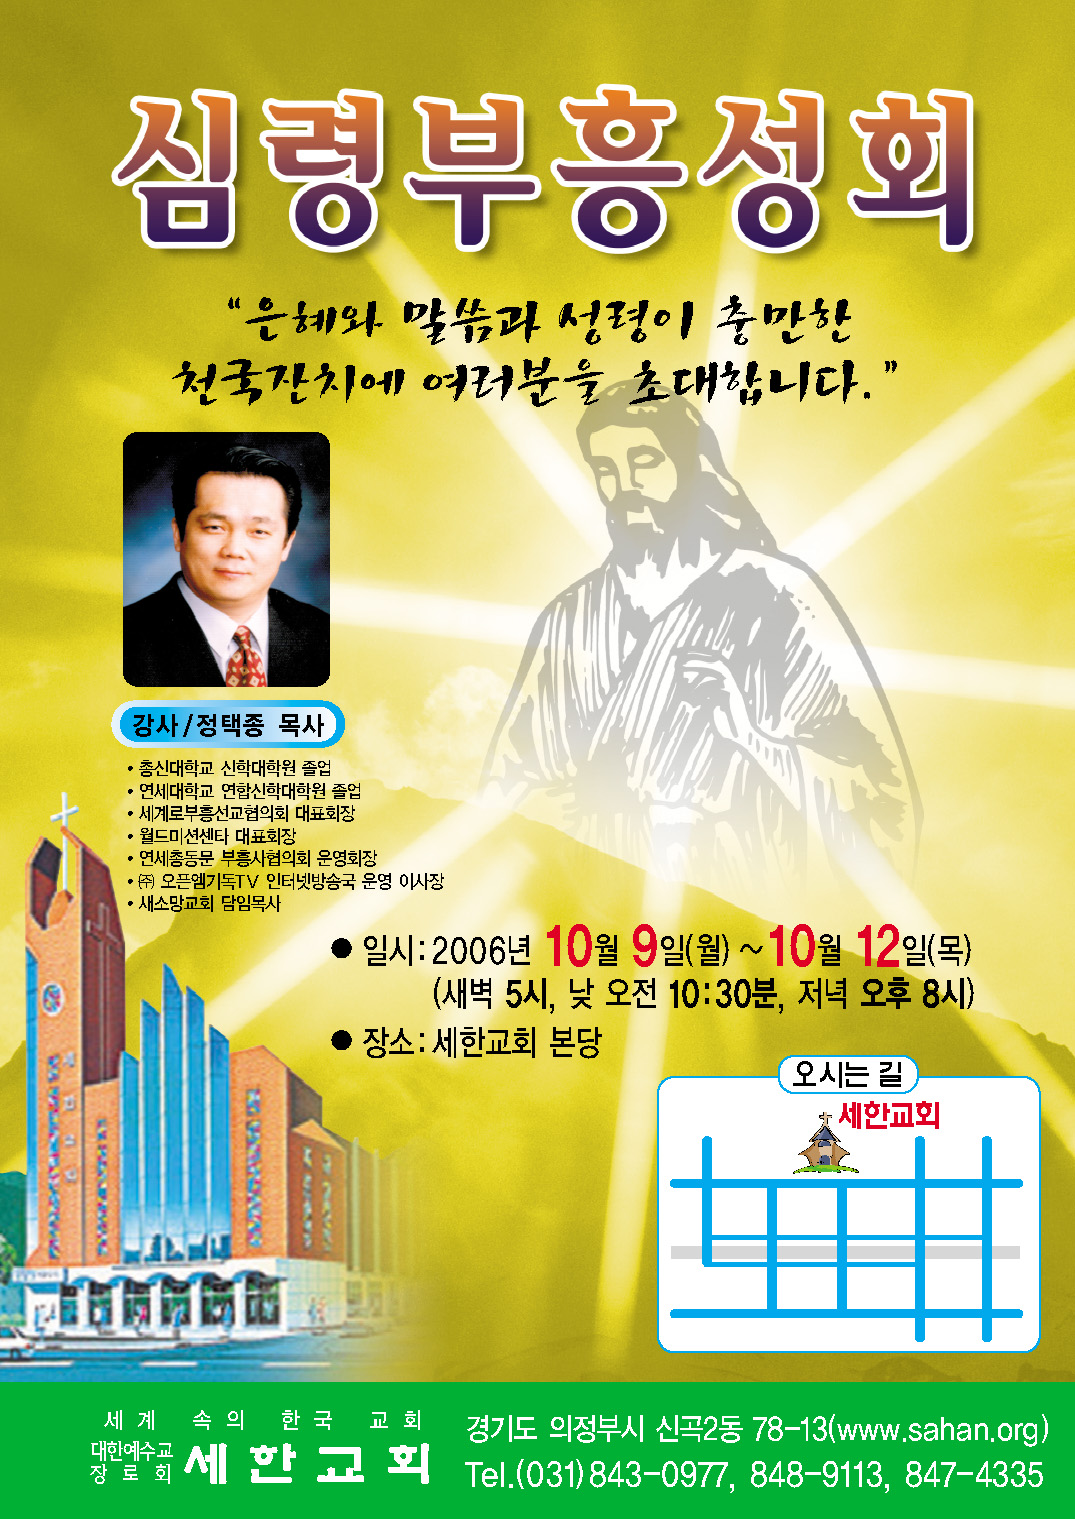 심령부흥성회
“은혜와 말씀과 성령이 충만한
천국잔치에 여러분을 초대합니다.”
강사/정택종 목사
• 총신대학교 신학대학원 졸업
• 연세대학교 연합신학대학원 졸업
• 세계로부흥선교협의회 대표회장
• 월드미션센타 대표회장
• 연세총동문 부흥사협의회 운영회장
• ㈜ 오픈엠기독TV 인터넷방송국 운영 이사장
• 새소망교회 담임목사
● 일시:2006년 10월 9일(월)~10월 12일(목)
(새벽 5시, 낮 오전 10:30분, 저녁 오후 8시)
● 장소:세한교회 본당
오시는 길
세한교회
세계 속의 한국 교회
대한예수교
장로회
세한교회
경기도 의정부시 신곡2동 78-13(www.sahan.org)
Tel.(031)843-0977, 848-9113, 847-4335